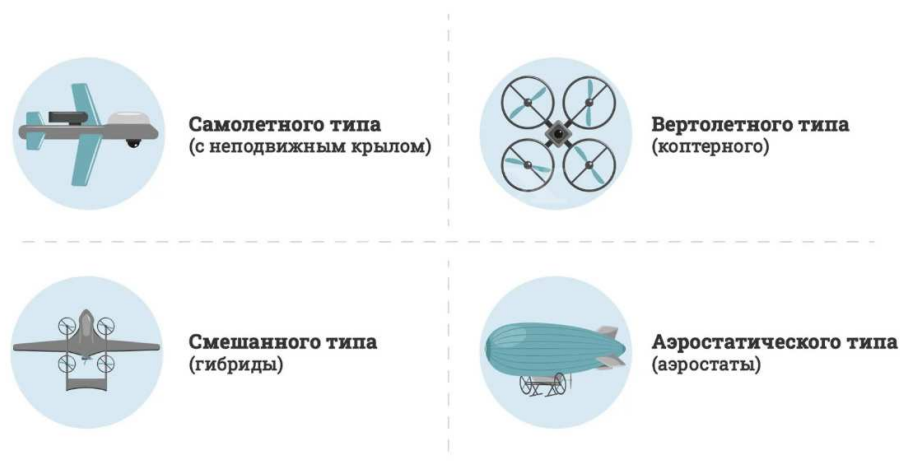 Самолетного типа
(с неподвижным крылом)
Вертолетного типа
(коптерного)
Смешанного типа
(гибриды)
Аэростатического типа
(аэростаты)